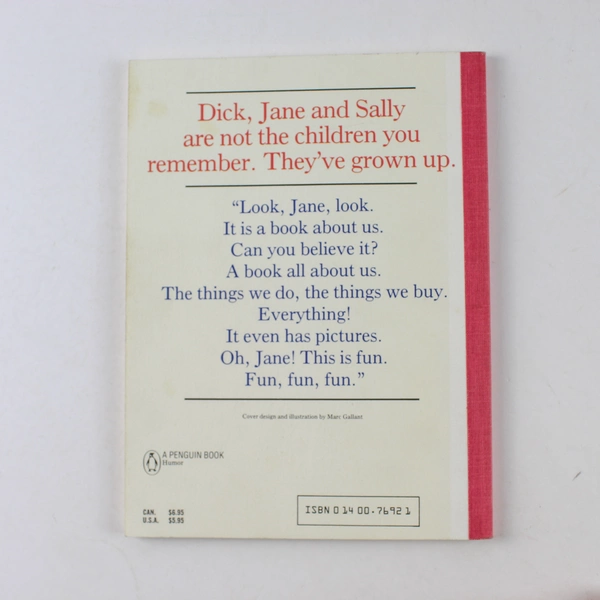 Dick, Jane and Sally
are not the children you
remember. They've grown up.
"Look, Jane, look.
It is a book about us.
Can you believe it?
A book all about us.
The things we do, the things we buy.
Everything!
It even has pictures.
Oh, Jane! This is fun.
Fun, fun, fun."
Cover design and illustration by Marc Gallant
A PENGUIN BOOK
Humor
CAN. $6.95
U.S.A. $5.95
ISBN 0 14 00.7692 1